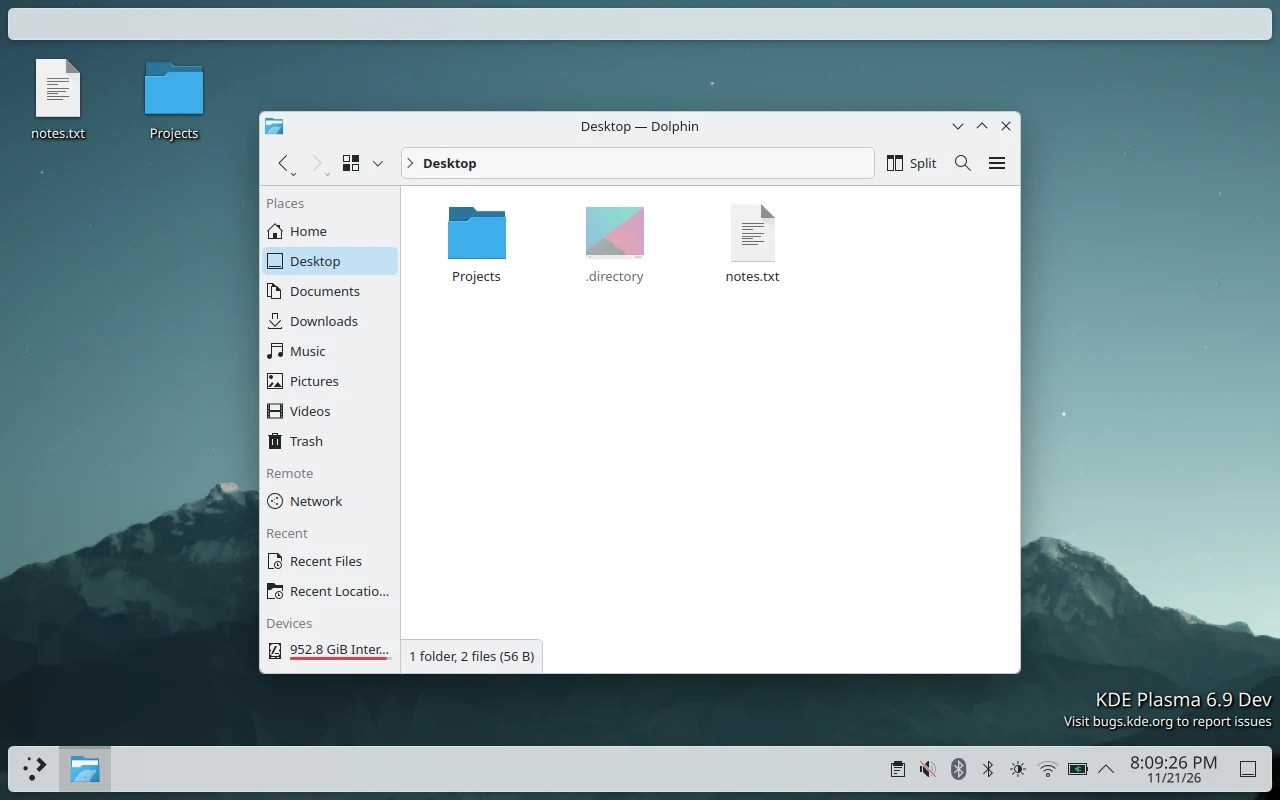 notes.txt
Projects
Desktop — Dolphin
Desktop
Split
Places
Home
Desktop
Documents
Downloads
Music
Pictures
Videos
Trash
Remote
Network
Recent
Recent Files
Recent Locatio...
Devices
952.8 GiB Inter...
Projects
.directory
notes.txt
1 folder, 2 files (56 B)
KDE Plasma 6.9 Dev
Visit bugs.kde.org to report issues
8:09:26 PM
11/21/26